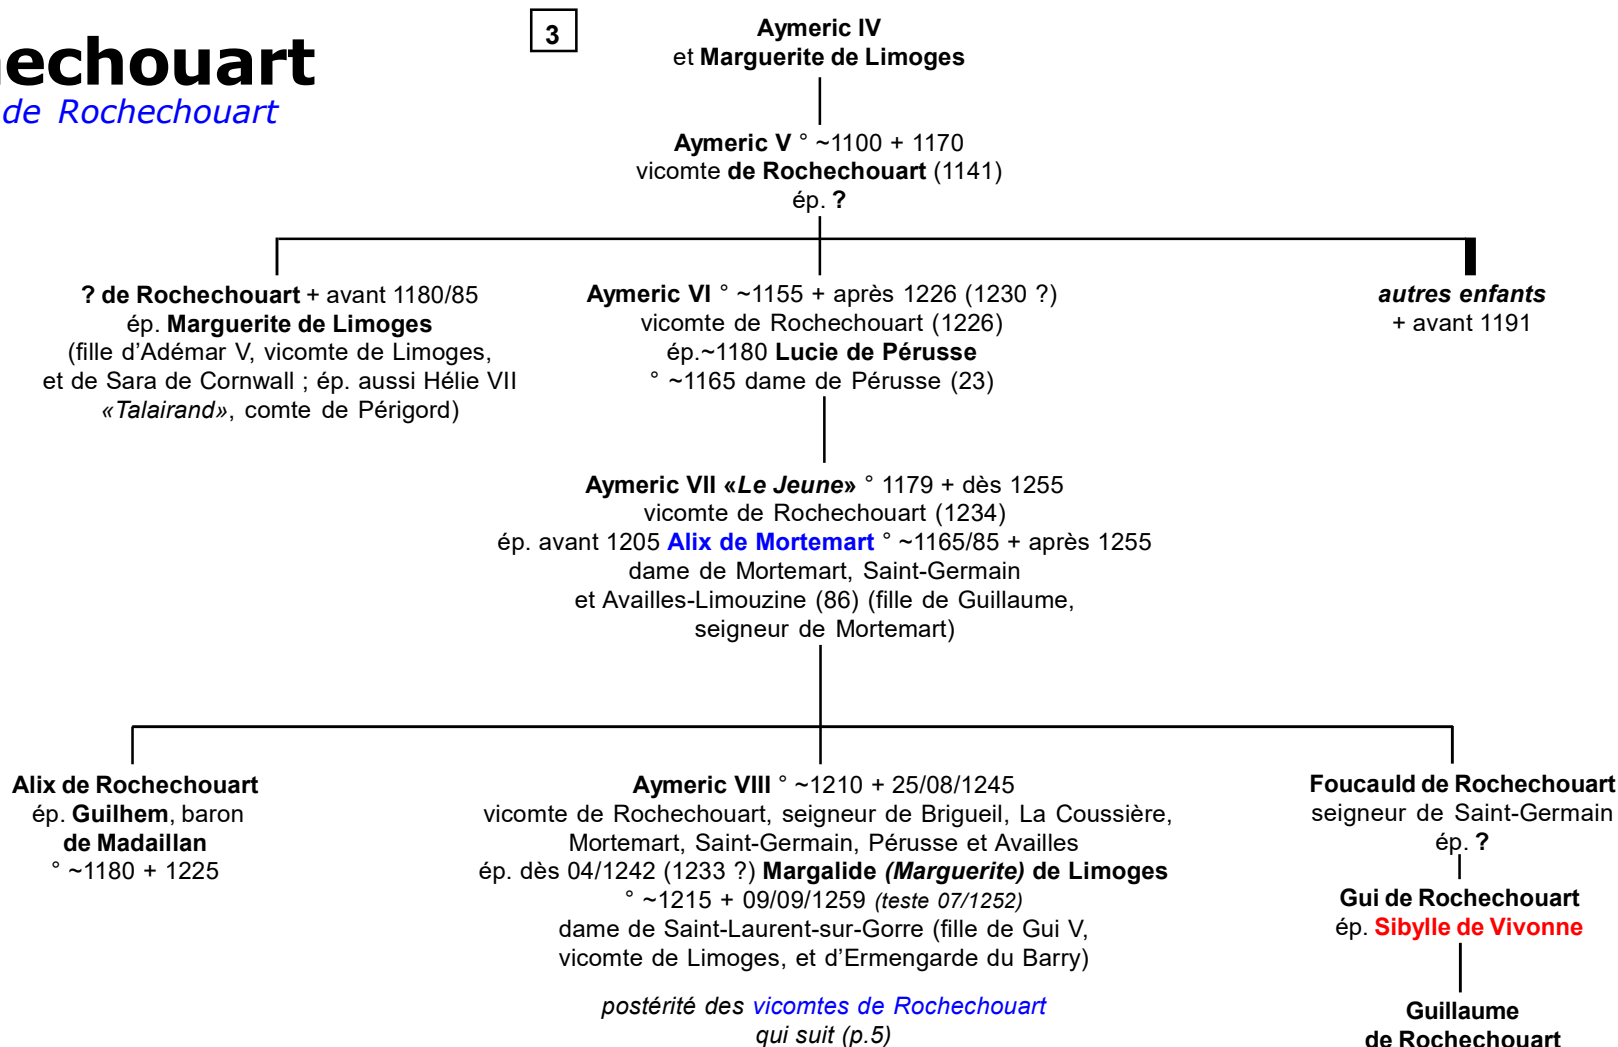 echouart
de Rochechouart
3
Aymeric IV
et Marguerite de Limoges
Aymeric V ° ~1100 + 1170
vicomte de Rochechouart (1141)
ép. ?
? de Rochechouart + avant 1180/85
ép. Marguerite de Limoges
(fille d'Adémar V, vicomte de Limoges,
et de Sara de Cornwall ; ép. aussi Hélie VII
«Talairand», comte de Périgord)
Aymeric VI ° ~1155 + après 1226 (1230 ?)
vicomte de Rochechouart (1226)
ép.~1180 Lucie de Pérusse
° ~1165 dame de Pérusse (23)
autres enfants
+ avant 1191
Aymeric VII «Le Jeune» ° 1179 + dès 1255
vicomte de Rochechouart (1234)
ép. avant 1205 Alix de Mortemart ° ~1165/85 + après 1255
dame de Mortemart, Saint-Germain
et Availles-Limouzine (86) (fille de Guillaume,
seigneur de Mortemart)
Alix de Rochechouart
ép. Guilhem, baron
de Madaillan
° ~1180 + 1225
Aymeric VIII ° ~1210 + 25/08/1245
vicomte de Rochechouart, seigneur de Brigueil, La Coussière,
Mortemart, Saint-Germain, Pérusse et Availles
ép. dès 04/1242 (1233 ?) Margalide (Marguerite) de Limoges
° ~1215 + 09/09/1259 (teste 07/1252)
dame de Saint-Laurent-sur-Gorre (fille de Gui V,
vicomte de Limoges, et d'Ermengarde du Barry)
postérité des vicomtes de Rochechouart
qui suit (p.5)
Foucauld de Rochechouart
seigneur de Saint-Germain
ép. ?
Gui de Rochechouart
ép. Sibylle de Vivonne
Guillaume
de Rochechouart